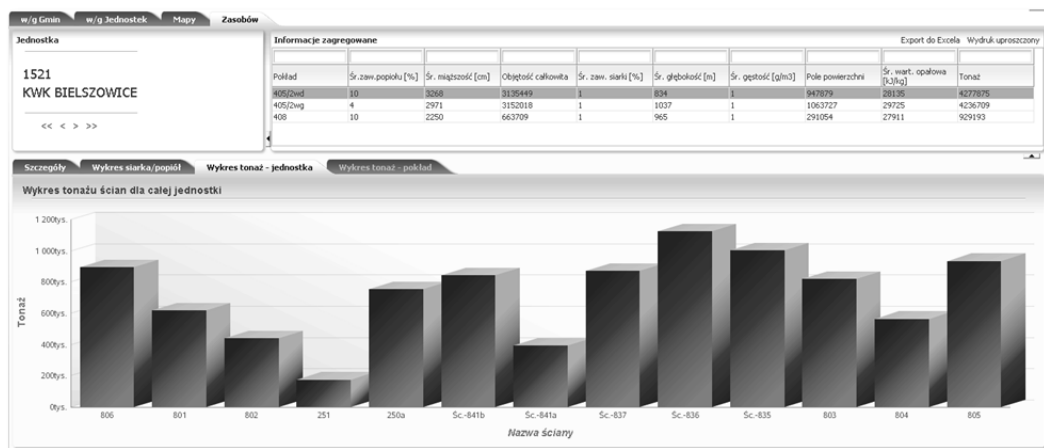 w/g Gmin w/g Jednostek Mapy Zasobów
Jednostka
1521
KWK BIELSZOWICE
<< < > >>
Informacje zagregowane Export do Excela Wydruk uproszczony
Pokład Śr.zaw.popiołu [%] Śr. miąższość [cm] Objętość całkowita Śr. zaw. siarki [%] Śr. głębokość [m] Śr. gęstość [g/m3] Pole powierzchni Śr. wart. opałowa [kJ/kg] Tonaż
405/2wd 10 3268 3135449 1 834 1 947879 28135 4277875
405/2wg 4 2971 3152018 1 1037 1 1063727 29725 4236709
408 10 2250 663709 1 965 1 291054 27911 929193
Szczegóły Wykres siarka/popiół Wykres tonaż - jednostka Wykres tonaż - pokład
Wykres tonażu ścian dla całej jednostki
1 200tys.
1 000tys.
800tys.
600tys.
400tys.
200tys.
0tys.
Tonaż
806 801 802 251 250a Śc.-841b Śc.-841a Śc.-837 Śc.-836 Śc.-835 803 804 805
Nazwa ściany